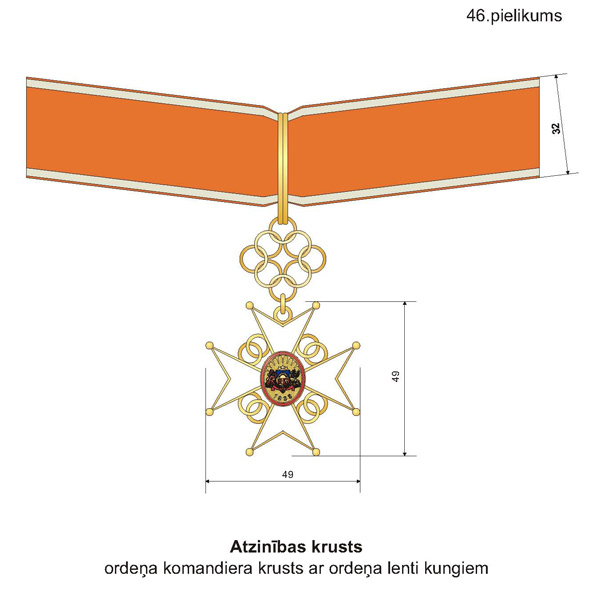 46.pielikums
32
49
49
Atzinības krusts
ordeņa komandiera krusts ar ordeņa lenti kungiem